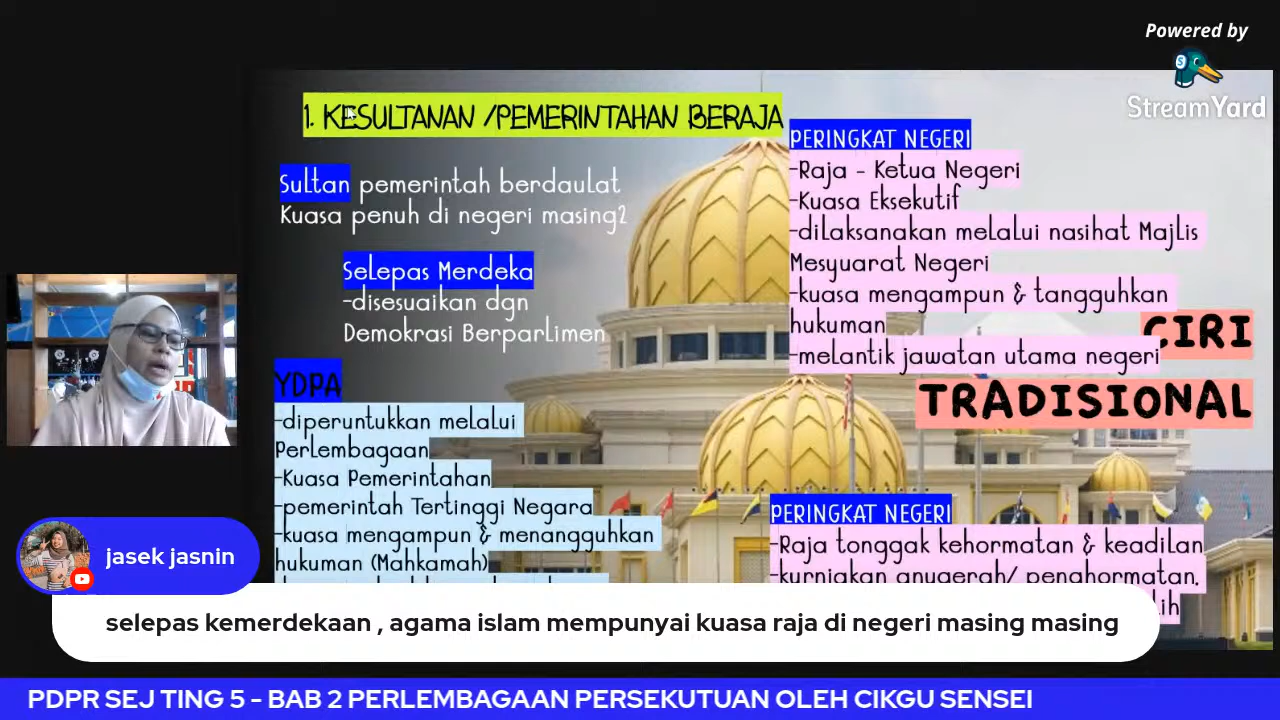 Powered by
StreamYard
1. KESULTANAN /PEMERINTAHAN BERAJA
Sultan pemerintah berdaulat
Kuasa penuh di negeri masing2
Selepas Merdeka
-disesuaikan dgn
Demokrasi Berparlimen
YDPA
-diperuntukkan melalui
Perlembagaan
-Kuasa Pemerintahan
-pemerintah Tertinggi Negara
-kuasa mengampun & menangguhkan
hukuman (Mahkamah)
PERINGKAT NEGERI
-Raja - Ketua Negeri
-Kuasa Eksekutif
-dilaksanakan melalui nasihat Majlis
Mesyuarat Negeri
-kuasa mengampun & tangguhkan
hukuman
-melantik jawatan utama negeri
CIRI
TRADISIONAL
PERINGKAT NEGERI
-Raja tonggak kehormatan & keadilan
-kurniakan anugerah/ penghormatan.
jasek jasnin
selepas kemerdekaan , agama islam mempunyai kuasa raja di negeri masing masing
PDPR SEJ TING 5 - BAB 2 PERLEMBAGAAN PERSEKUTUAN OLEH CIKGU SENSEI